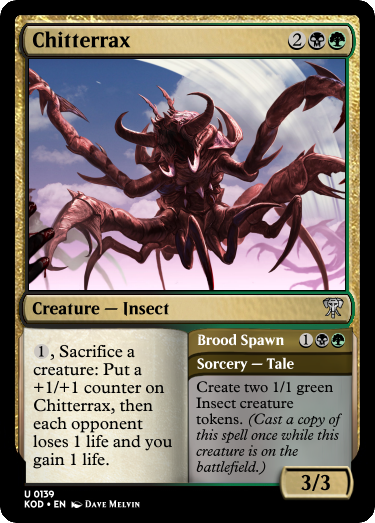 Chitterrax 2
Creature — Insect
1, Sacrifice a
creature: Put a
+1/+1 counter on
Chitterrax, then
each opponent
loses 1 life and you
gain 1 life.
Brood Spawn 1
Sorcery — Tale
Create two 1/1 green
Insect creature
tokens. (Cast a copy of
this spell once while this
creature is on the
battlefield.)
3/3
U 0139
KOD • EN Dave Melvin